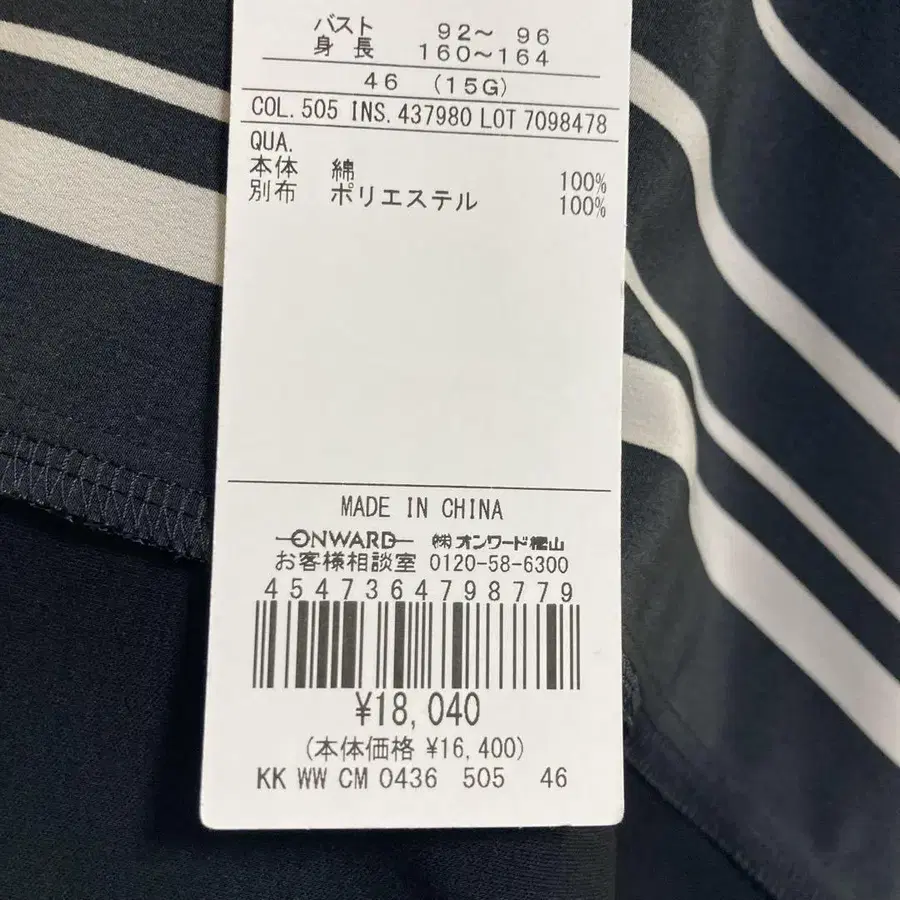 バスト 92～ 96
身 長 160～164
46 (15G)
COL. 505 INS. 437980 LOT 7098478
QUA.
本体 綿 100%
別布 ポリエステル 100%
MADE IN CHINA
ONWARD ㈱オンワード樫山
お客様相談室 0120-58-6300
4547364798779
¥18,040
(本体価格 ¥16,400)
KK WW CM 0436 505 46